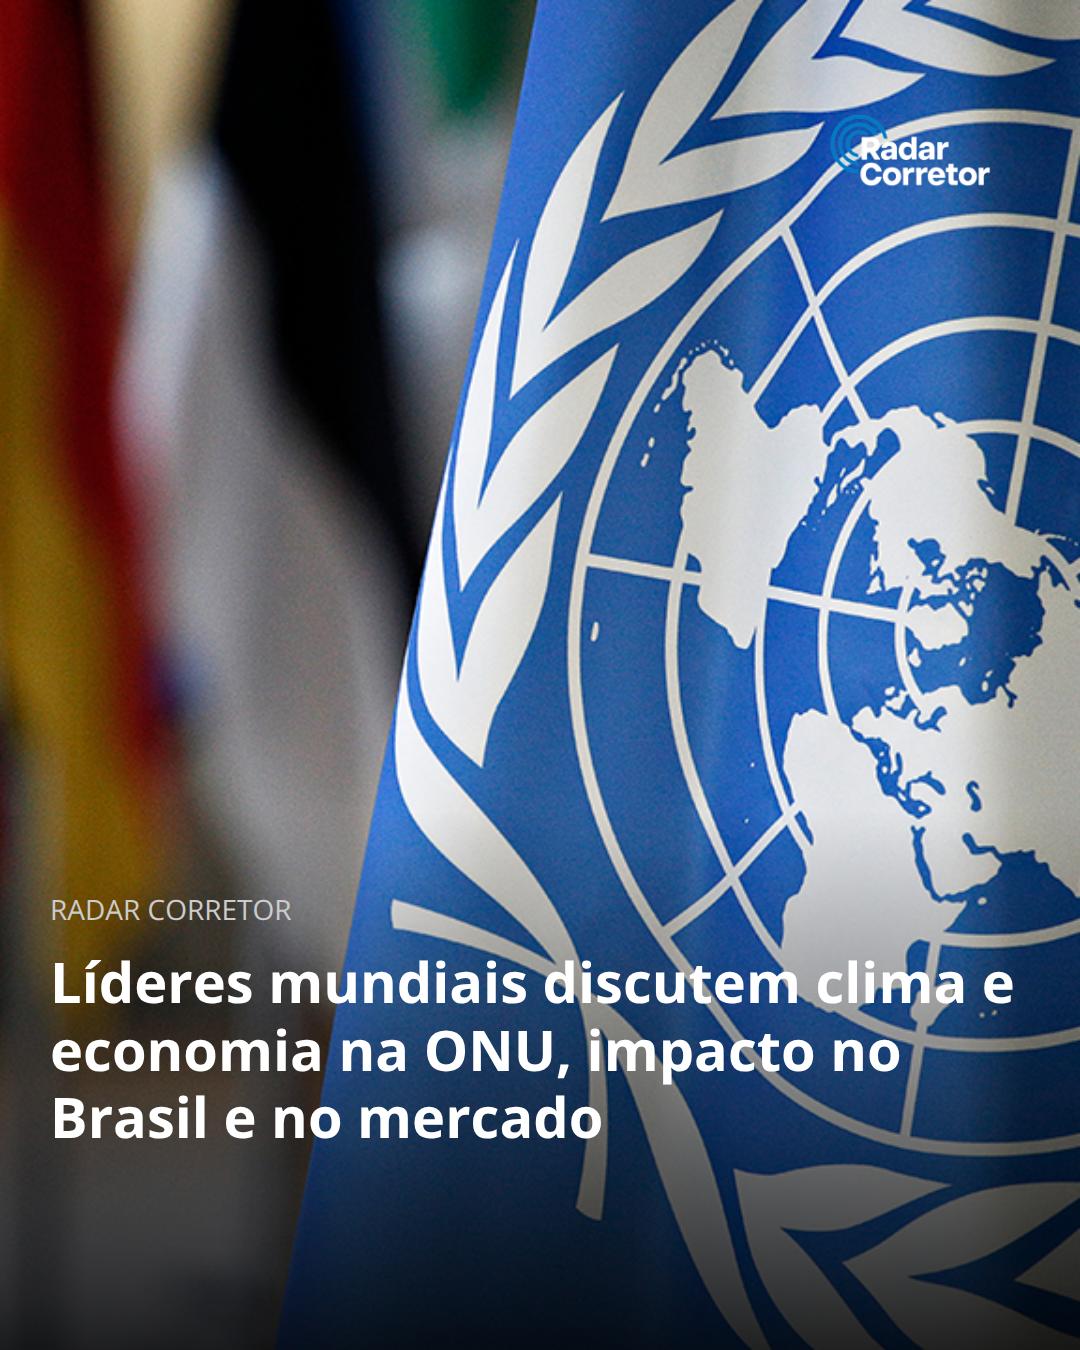 Radar
Corretor
RADAR CORRETOR
Líderes mundiais discutem clima e
economia na ONU, impacto no
Brasil e no mercado